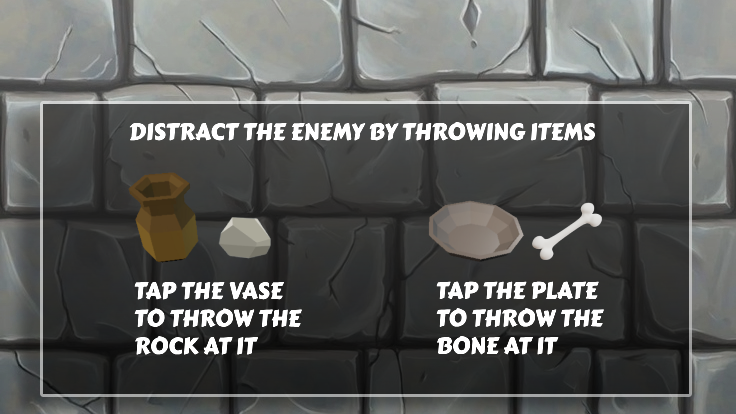 DISTRACT THE ENEMY BY THROWING ITEMS
TAP THE VASE
TO THROW THE
ROCK AT IT
TAP THE PLATE
TO THROW THE
BONE AT IT